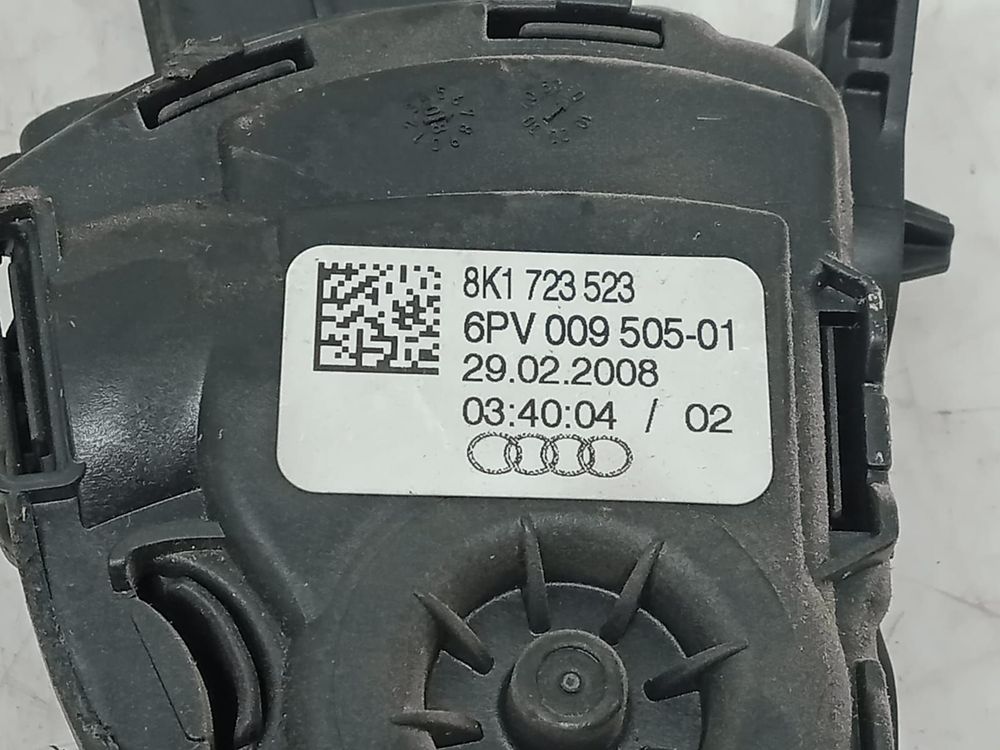 8K1 723 523
6PV 009 505-01
29.02.2008
03:40:04 / 02